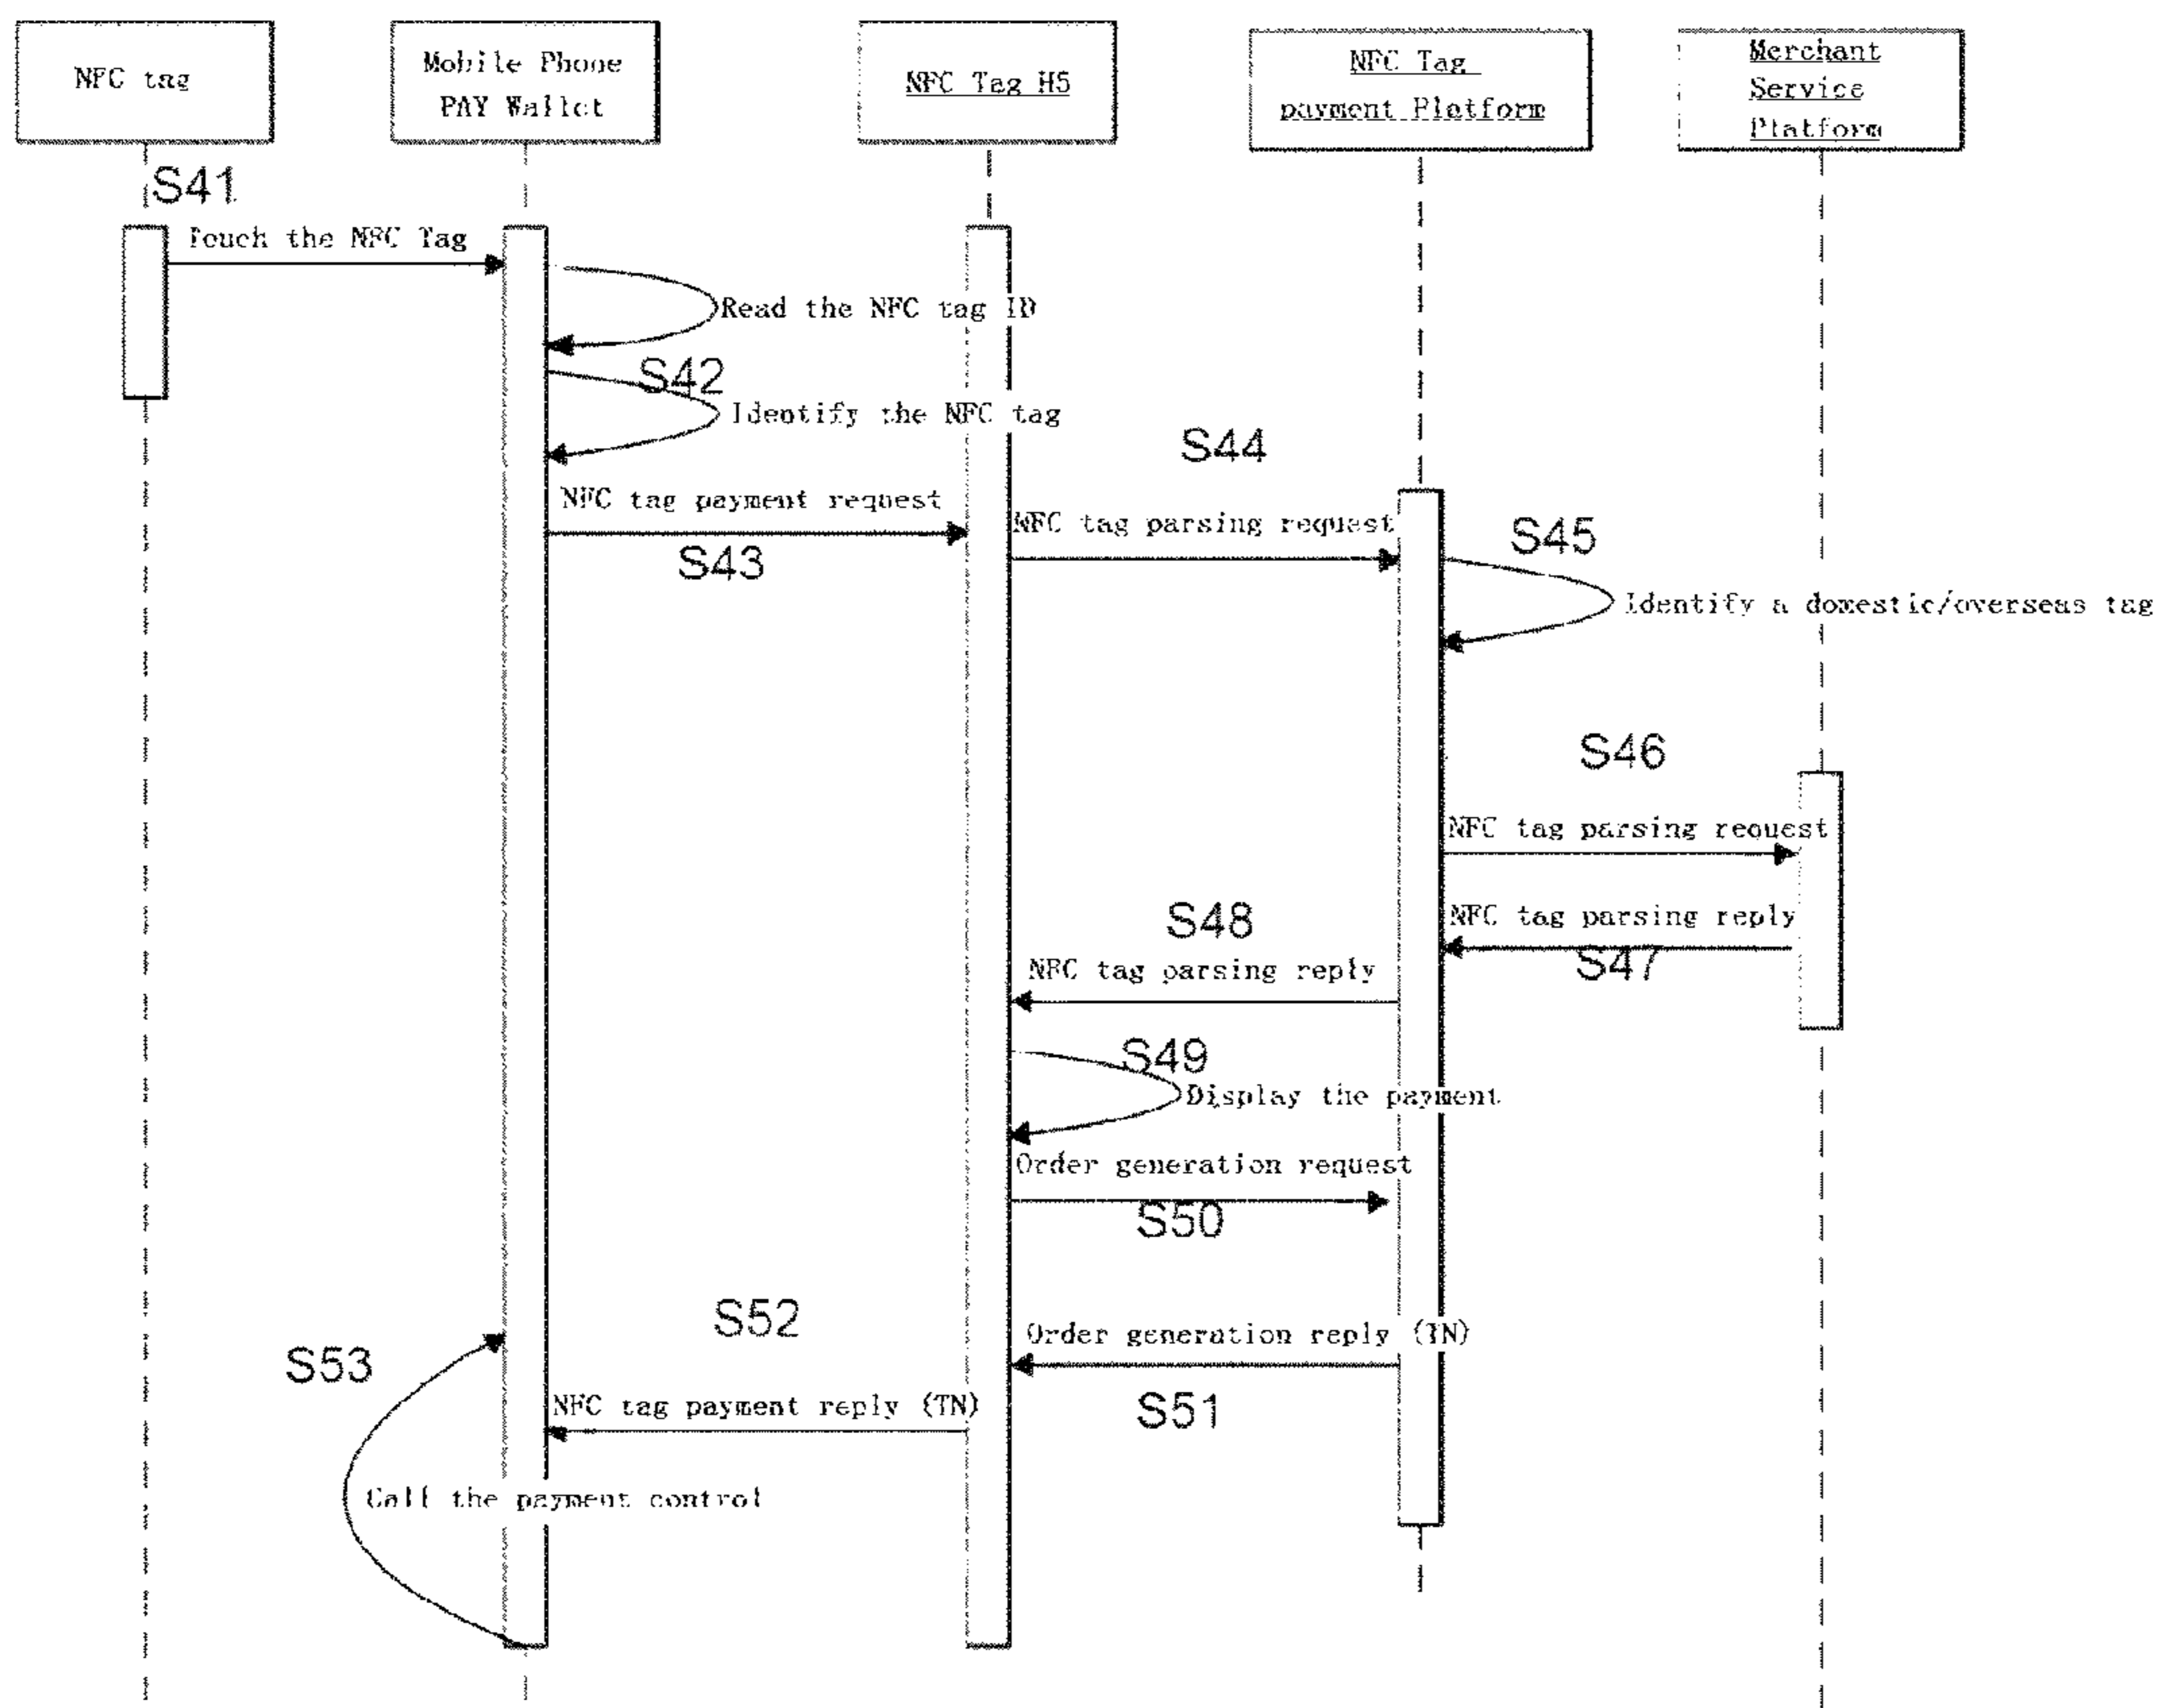 NFC tag
Mobile Phone
PAY Wallet
NFC Tag H5
NFC Tag
payment Platform
Merchant
Service
Platform
S41
Touch the NFC Tag
Read the NFC tag ID
S42
Identify the NFC tag
S44
NFC tag payment request
NFC tag parsing request
S45
S43
Identify a domestic/overseas tag
S46
NFC tag parsing request
S48
NFC tag parsing reply
S47
NFC tag parsing reply
S49
Display the payment
Order generation request
S50
S52
Order generation reply (TN)
S53
NFC tag payment reply (TN)
S51
Call the payment control